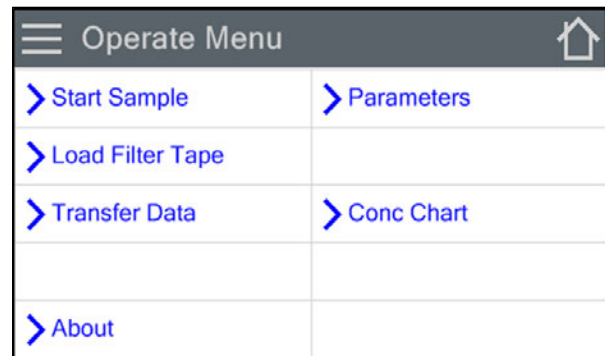 Operate Menu
Start Sample
Parameters
Load Filter Tape
Transfer Data
Conc Chart
About